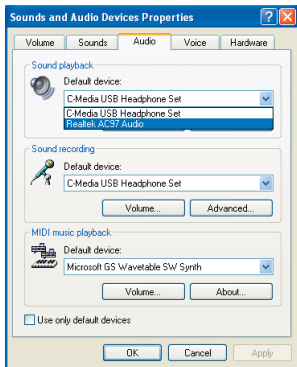 Sounds and Audio Devices Properties
Volume Sounds Audio Voice Hardware
Sound playback
Default device:
C-Media USB Headphone Set
C-Media USB Headphone Set
Realtek AC97 Audio
Sound recording
Default device:
C-Media USB Headphone Set
Volume... Advanced...
MIDI music playback
Default device:
Microsoft GS Wavetable SW Synth
Volume... About...
Use only default devices
OK Cancel Apply